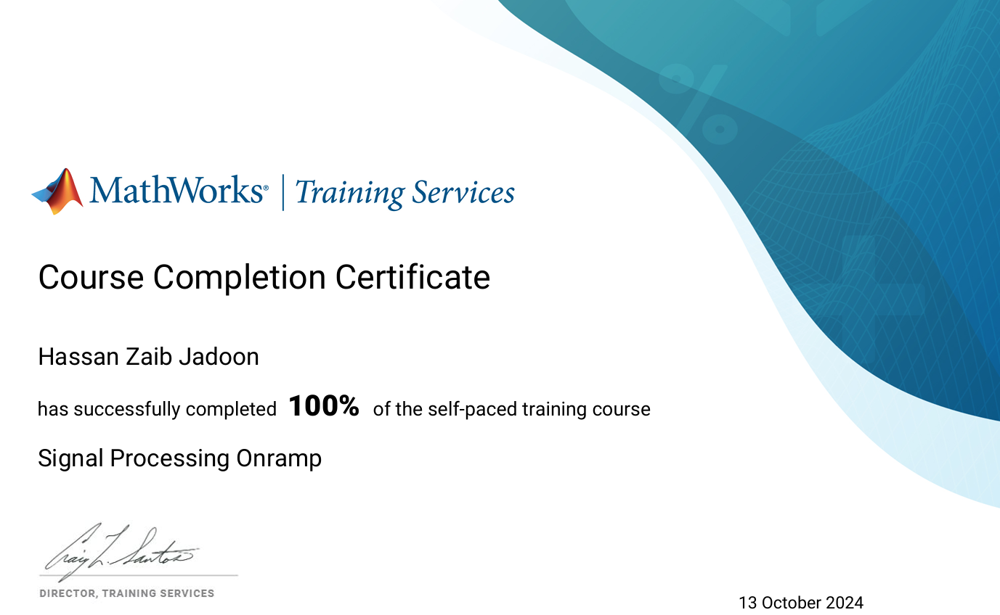 MathWorks® | Training Services
Course Completion Certificate
Hassan Zaib Jadoon
has successfully completed 100% of the self-paced training course
Signal Processing Onramp
Craig L. Santos
DIRECTOR, TRAINING SERVICES
13 October 2024